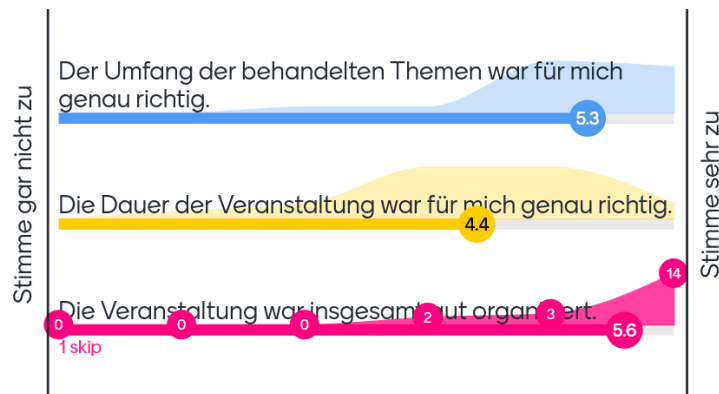 Stimme gar nicht zu
Der Umfang der behandelten Themen war für mich
genau richtig.
5.3
Die Dauer der Veranstaltung war für mich genau richtig.
4.4
14
Die Veranstaltung war insgesamt gut organisiert.
0
0
0
2
3
5.6
1 skip
Stimme sehr zu